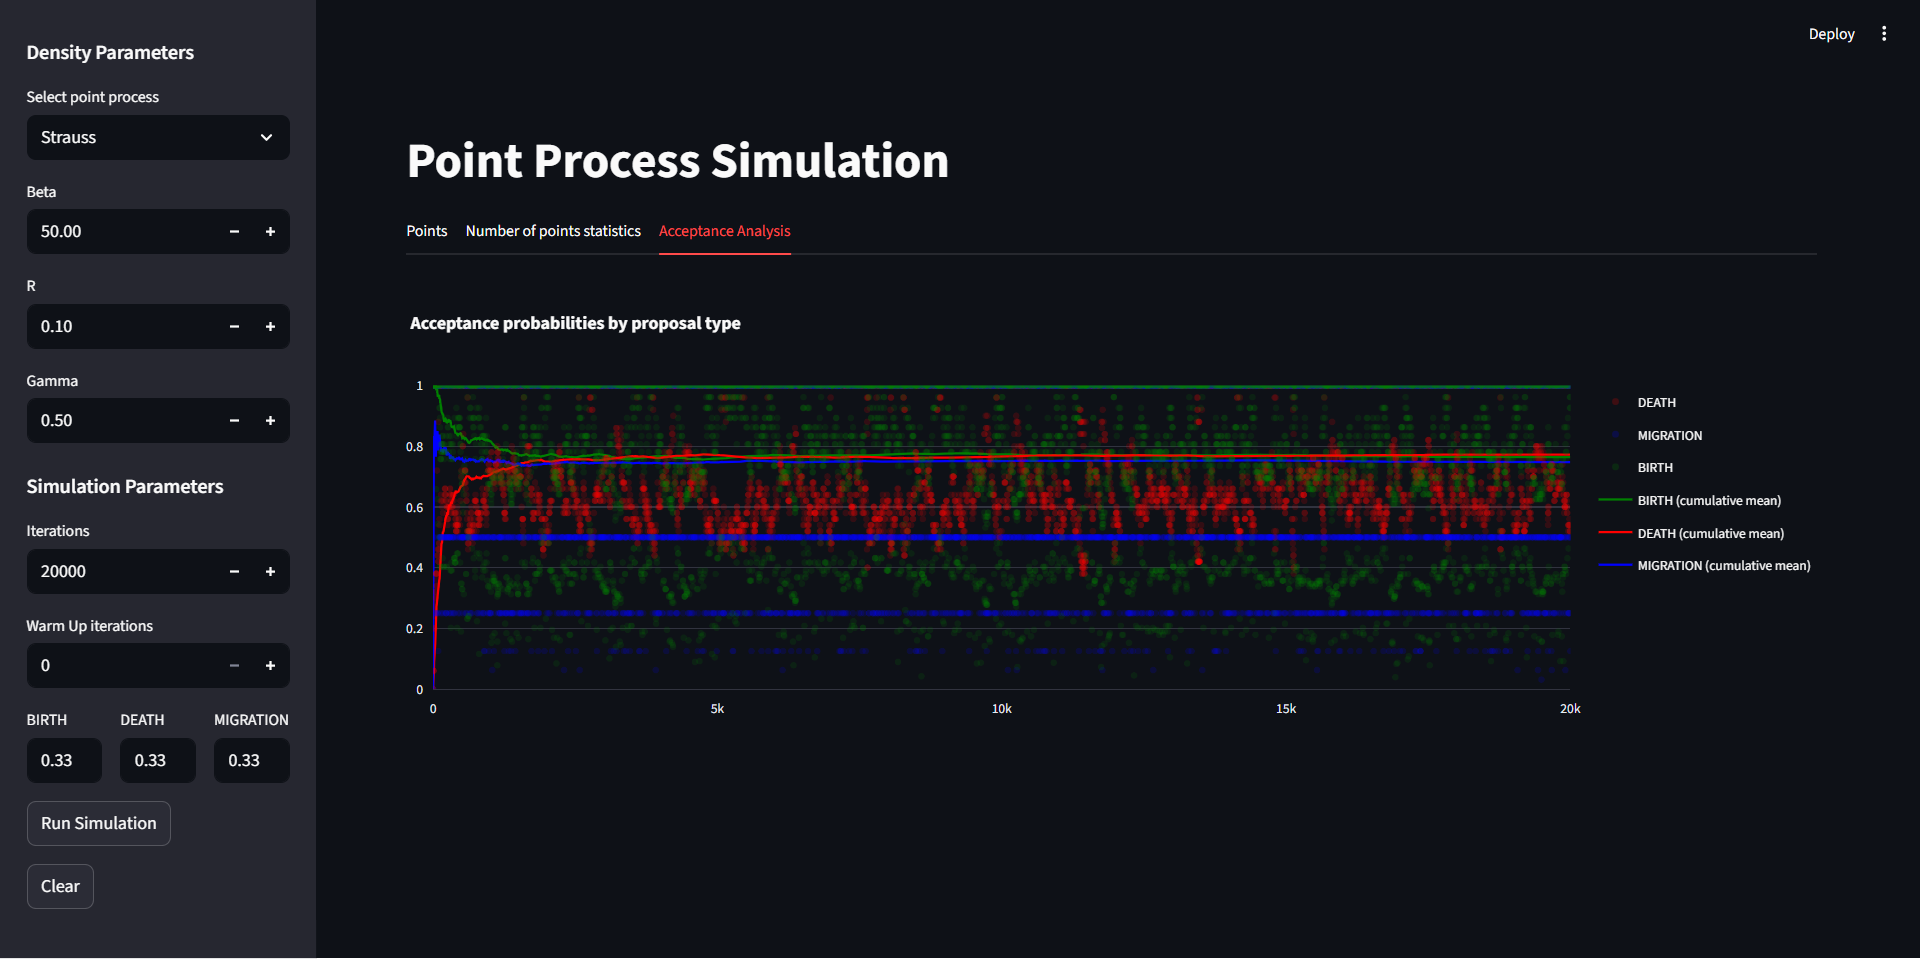 Density Parameters
Select point process
Strauss
Beta
50.00
R
0.10
Gamma
0.50
Simulation Parameters
Iterations
20000
Warm Up iterations
0
BIRTH DEATH MIGRATION
0.33 0.33 0.33
Run Simulation
Clear
Deploy
Point Process Simulation
Points Number of points statistics Acceptance Analysis
Acceptance probabilities by proposal type
1
0.8
0.6
0.4
0.2
0
0 5k 10k 15k 20k
DEATH
MIGRATION
BIRTH
BIRTH (cumulative mean)
DEATH (cumulative mean)
MIGRATION (cumulative mean)